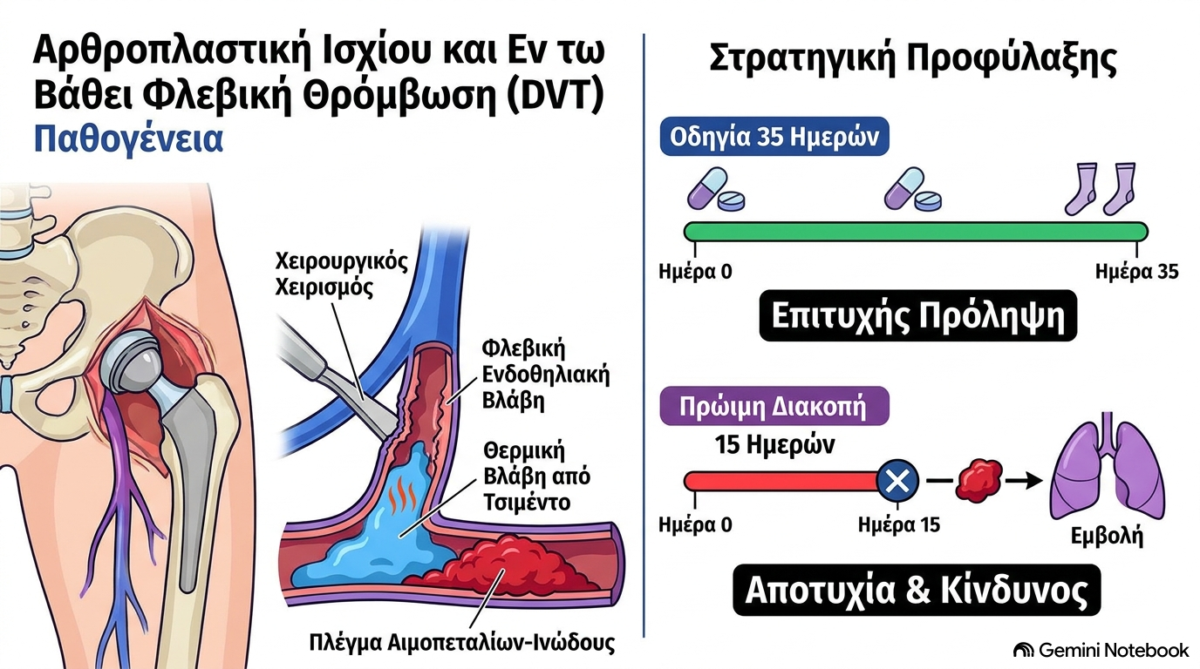 Αρθροπλαστική Ισχίου και Εν τω
Βάθει Φλεβική Θρόμβωση (DVT)
Παθογένεια
Χειρουργικός
Χειρισμός
Φλεβική
Ενδοθηλιακή
Βλάβη
Θερμική
Βλάβη από
Τσιμέντο
Πλέγμα Αιμοπεταλίων-Ινώδους
Στρατηγική Προφύλαξης
Οδηγία 35 Ημερών
Ημέρα 0
Ημέρα 35
Επιτυχής Πρόληψη
Πρώιμη Διακοπή
15 Ημερών
Ημέρα 0
Ημέρα 15
Εμβολή
Αποτυχία & Κίνδυνος
Gemini Notebook